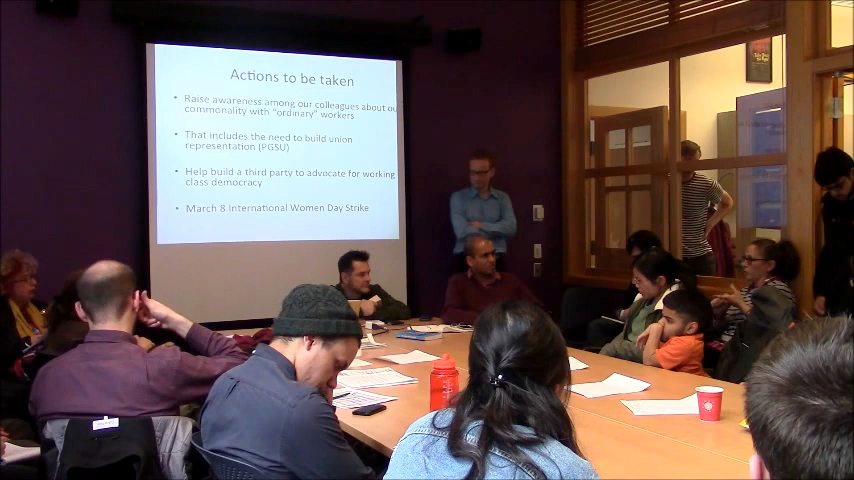 Actions to be taken
• Raise awareness among our colleagues about ou
commonality with "ordinary" workers
• That includes the need to build union
representation (PGSU)
• Help build a third party to advocate for working
class democracy
• March 8 International Women Day Strike